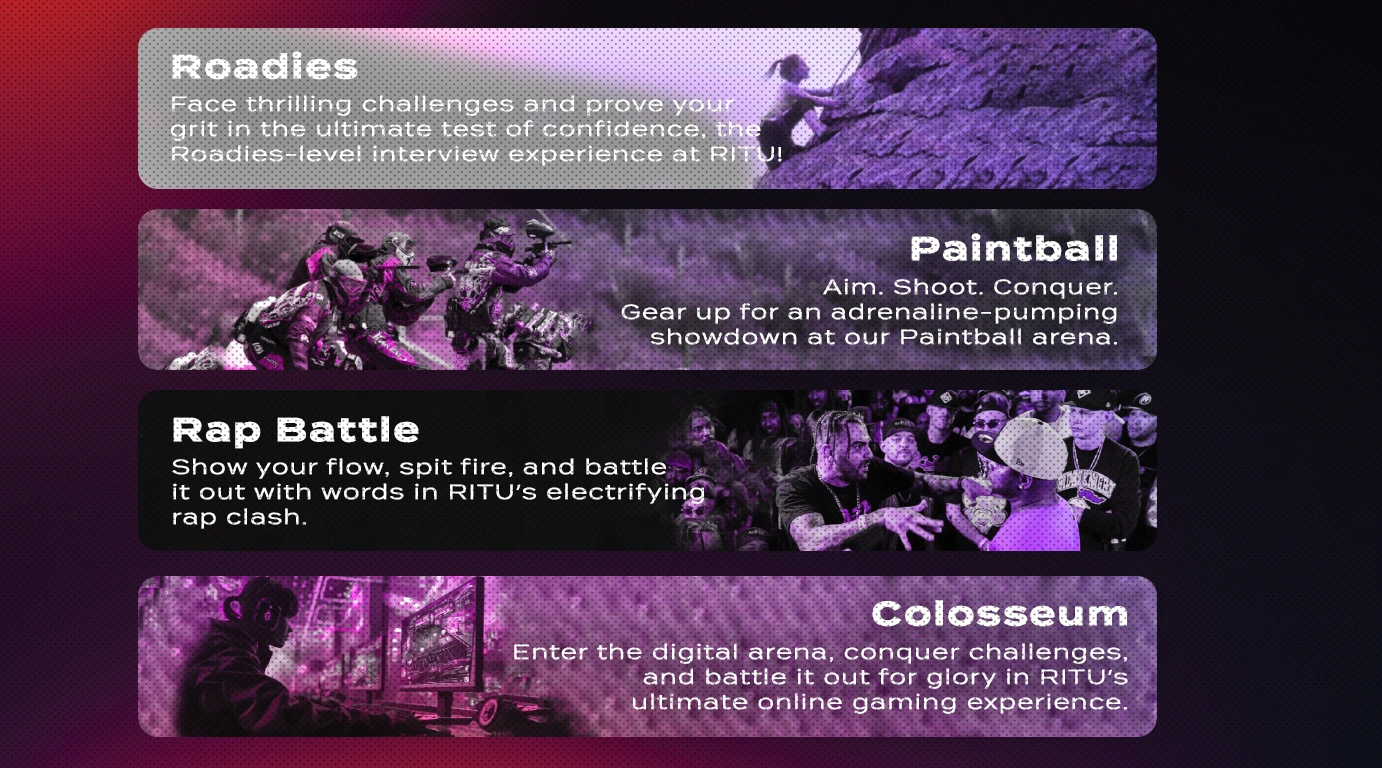 Roadies
Face thrilling challenges and prove your
grit in the ultimate test of confidence, the
Roadies-level interview experience at RITU!
Paintball
Aim. Shoot. Conquer.
Gear up for an adrenaline-pumping
showdown at our Paintball arena.
Rap Battle
Show your flow, spit fire, and battle
it out with words in RITU's electrifying
rap clash.
Colosseum
Enter the digital arena, conquer challenges,
and battle it out for glory in RITU's
ultimate online gaming experience.